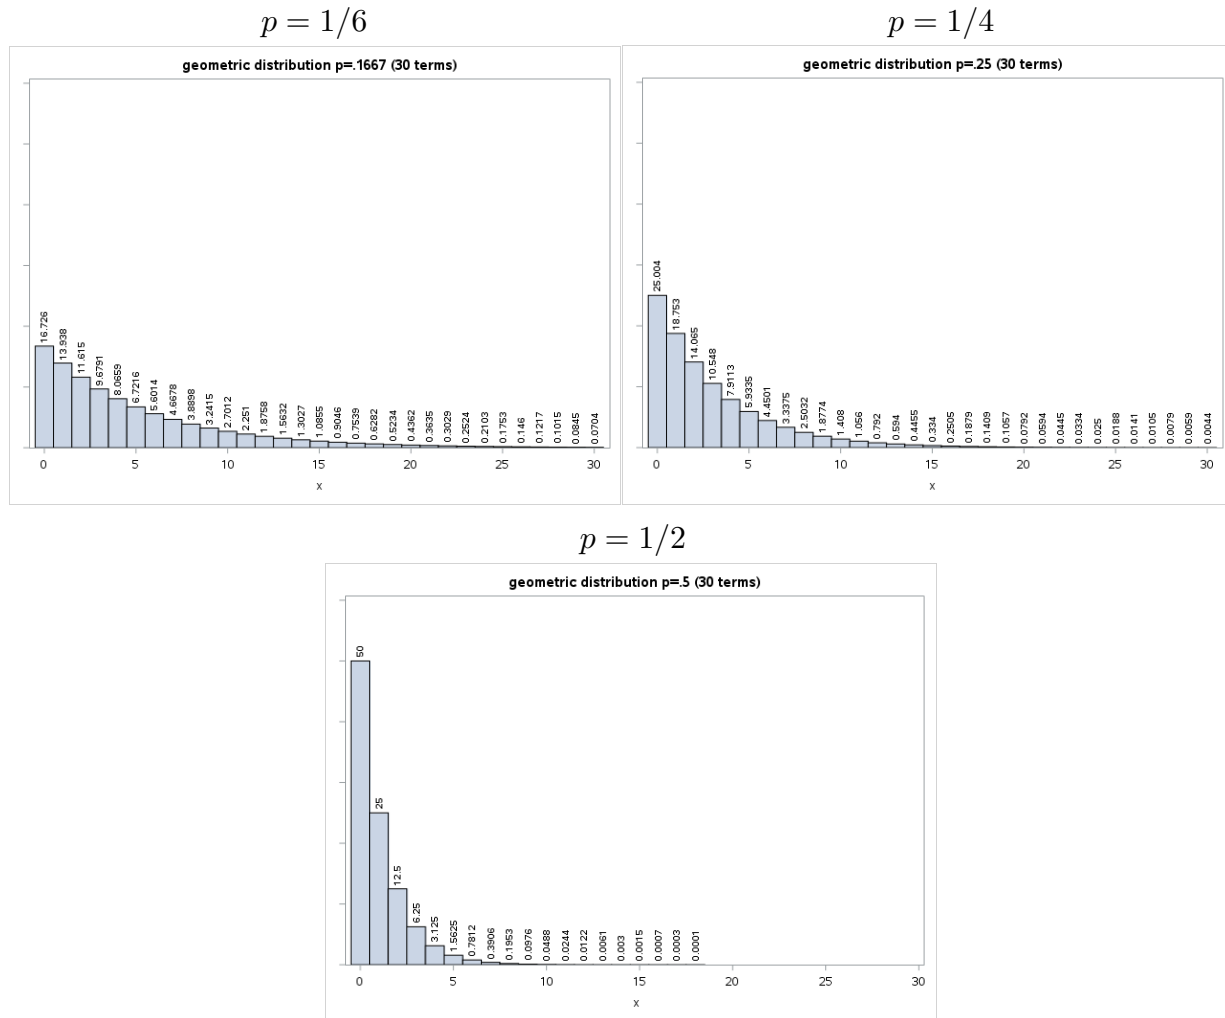 p = 1/6
p = 1/4
geometric distribution p=.1667 (30 terms)
16.726 13.938 11.615 9.6791 8.0659 6.7216 5.6014 4.6678 3.8898 3.2415 2.7012 2.251 1.8758 1.5632 1.3027 1.0855 0.9046 0.7539 0.6282 0.5234 0.4362 0.3635 0.3029 0.2524 0.2103 0.1753 0.146 0.1217 0.1015 0.0845 0.0704
0 5 10 15 20 25 30
x
geometric distribution p=.25 (30 terms)
25.004 18.753 14.065 10.548 7.9113 5.9335 4.4501 3.3375 2.5032 1.8774 1.408 1.056 0.792 0.594 0.4455 0.334 0.2505 0.1879 0.1409 0.1057 0.0792 0.0594 0.0445 0.0334 0.025 0.0188 0.0141 0.0105 0.0079 0.0059 0.0044
0 5 10 15 20 25 30
x
p = 1/2
geometric distribution p=.5 (30 terms)
50 25 12.5 6.25 3.125 1.5625 0.7812 0.3906 0.1953 0.0976 0.0488 0.0244 0.0122 0.0061 0.003 0.0015 0.0007 0.0003 0.0001
0 5 10 15 20 25 30
x